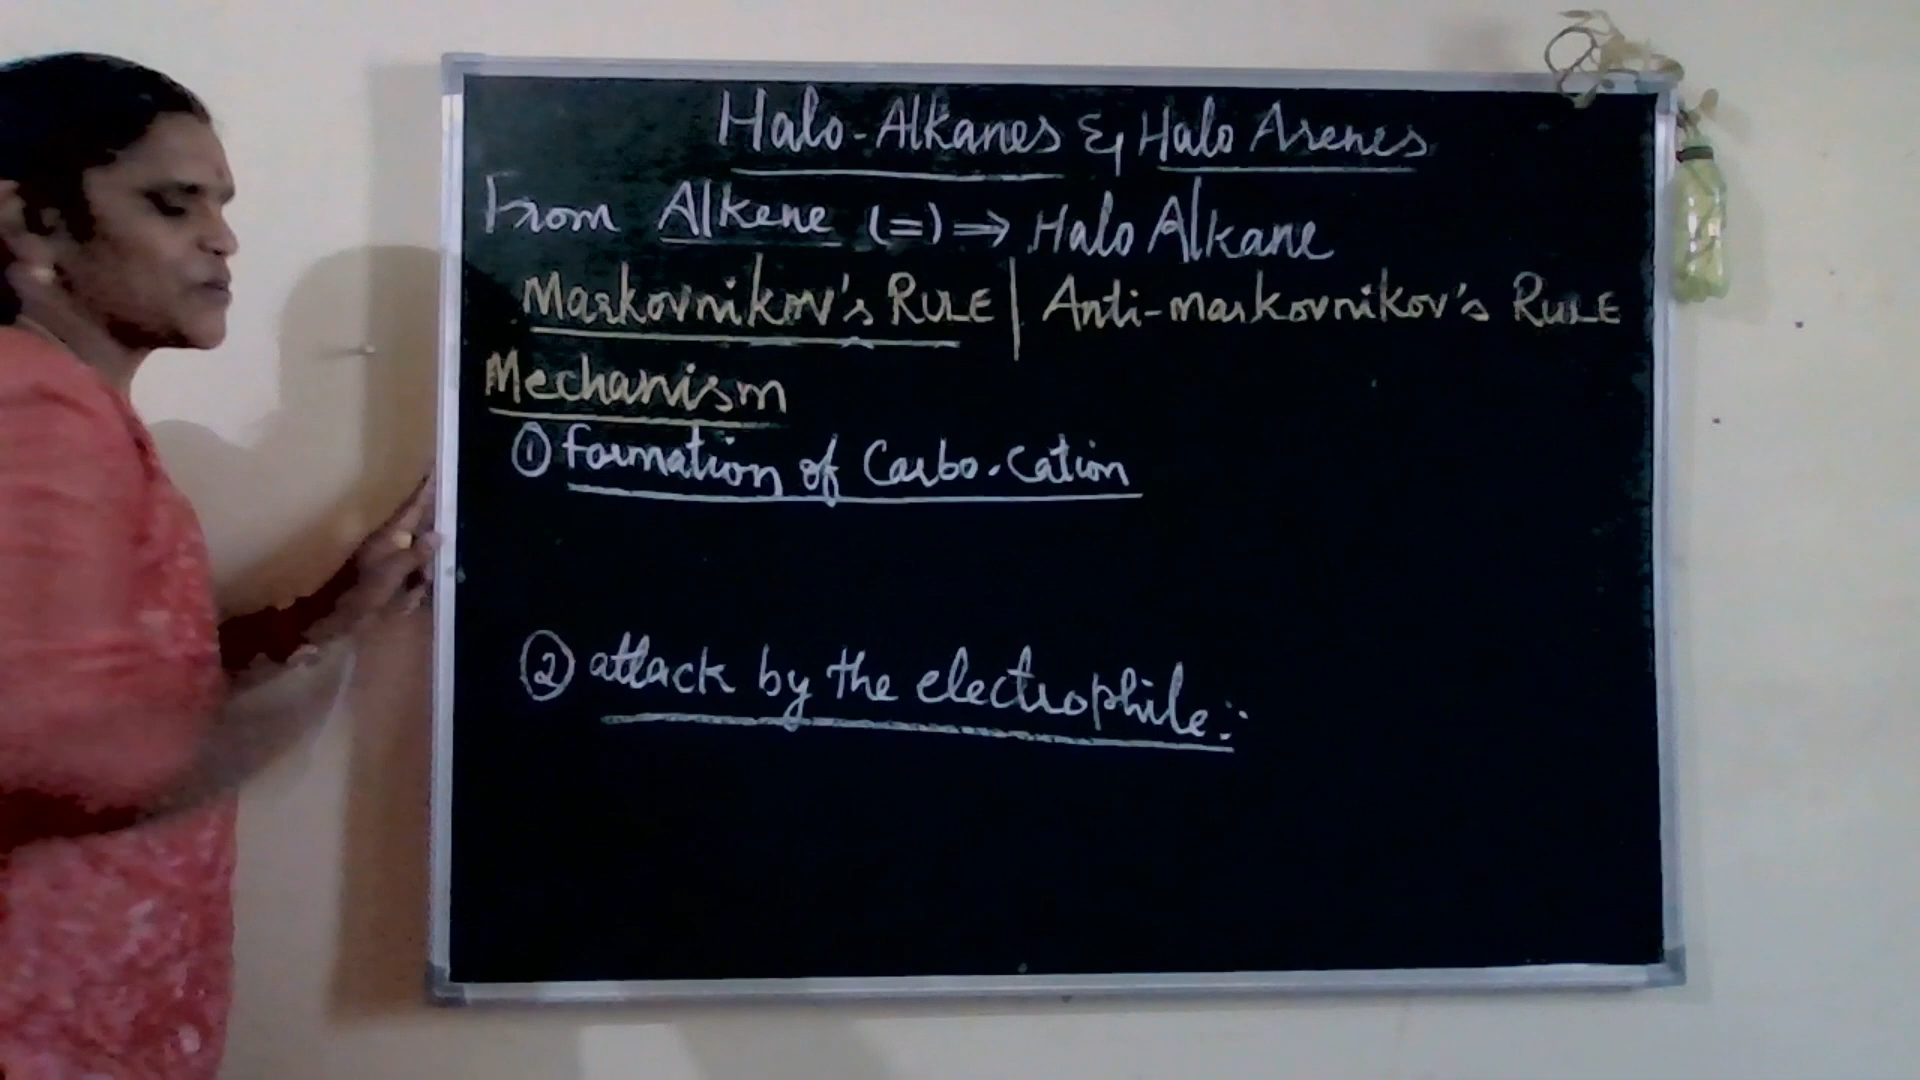 Halo-Alkanes & Halo Arenes
From Alkene (=) ⇒ Halo Alkane
Markovnikov's RULE | Anti-markovnikov's RULE
Mechanism
① formation of Carbo-Cation
② attack by the electrophile:-